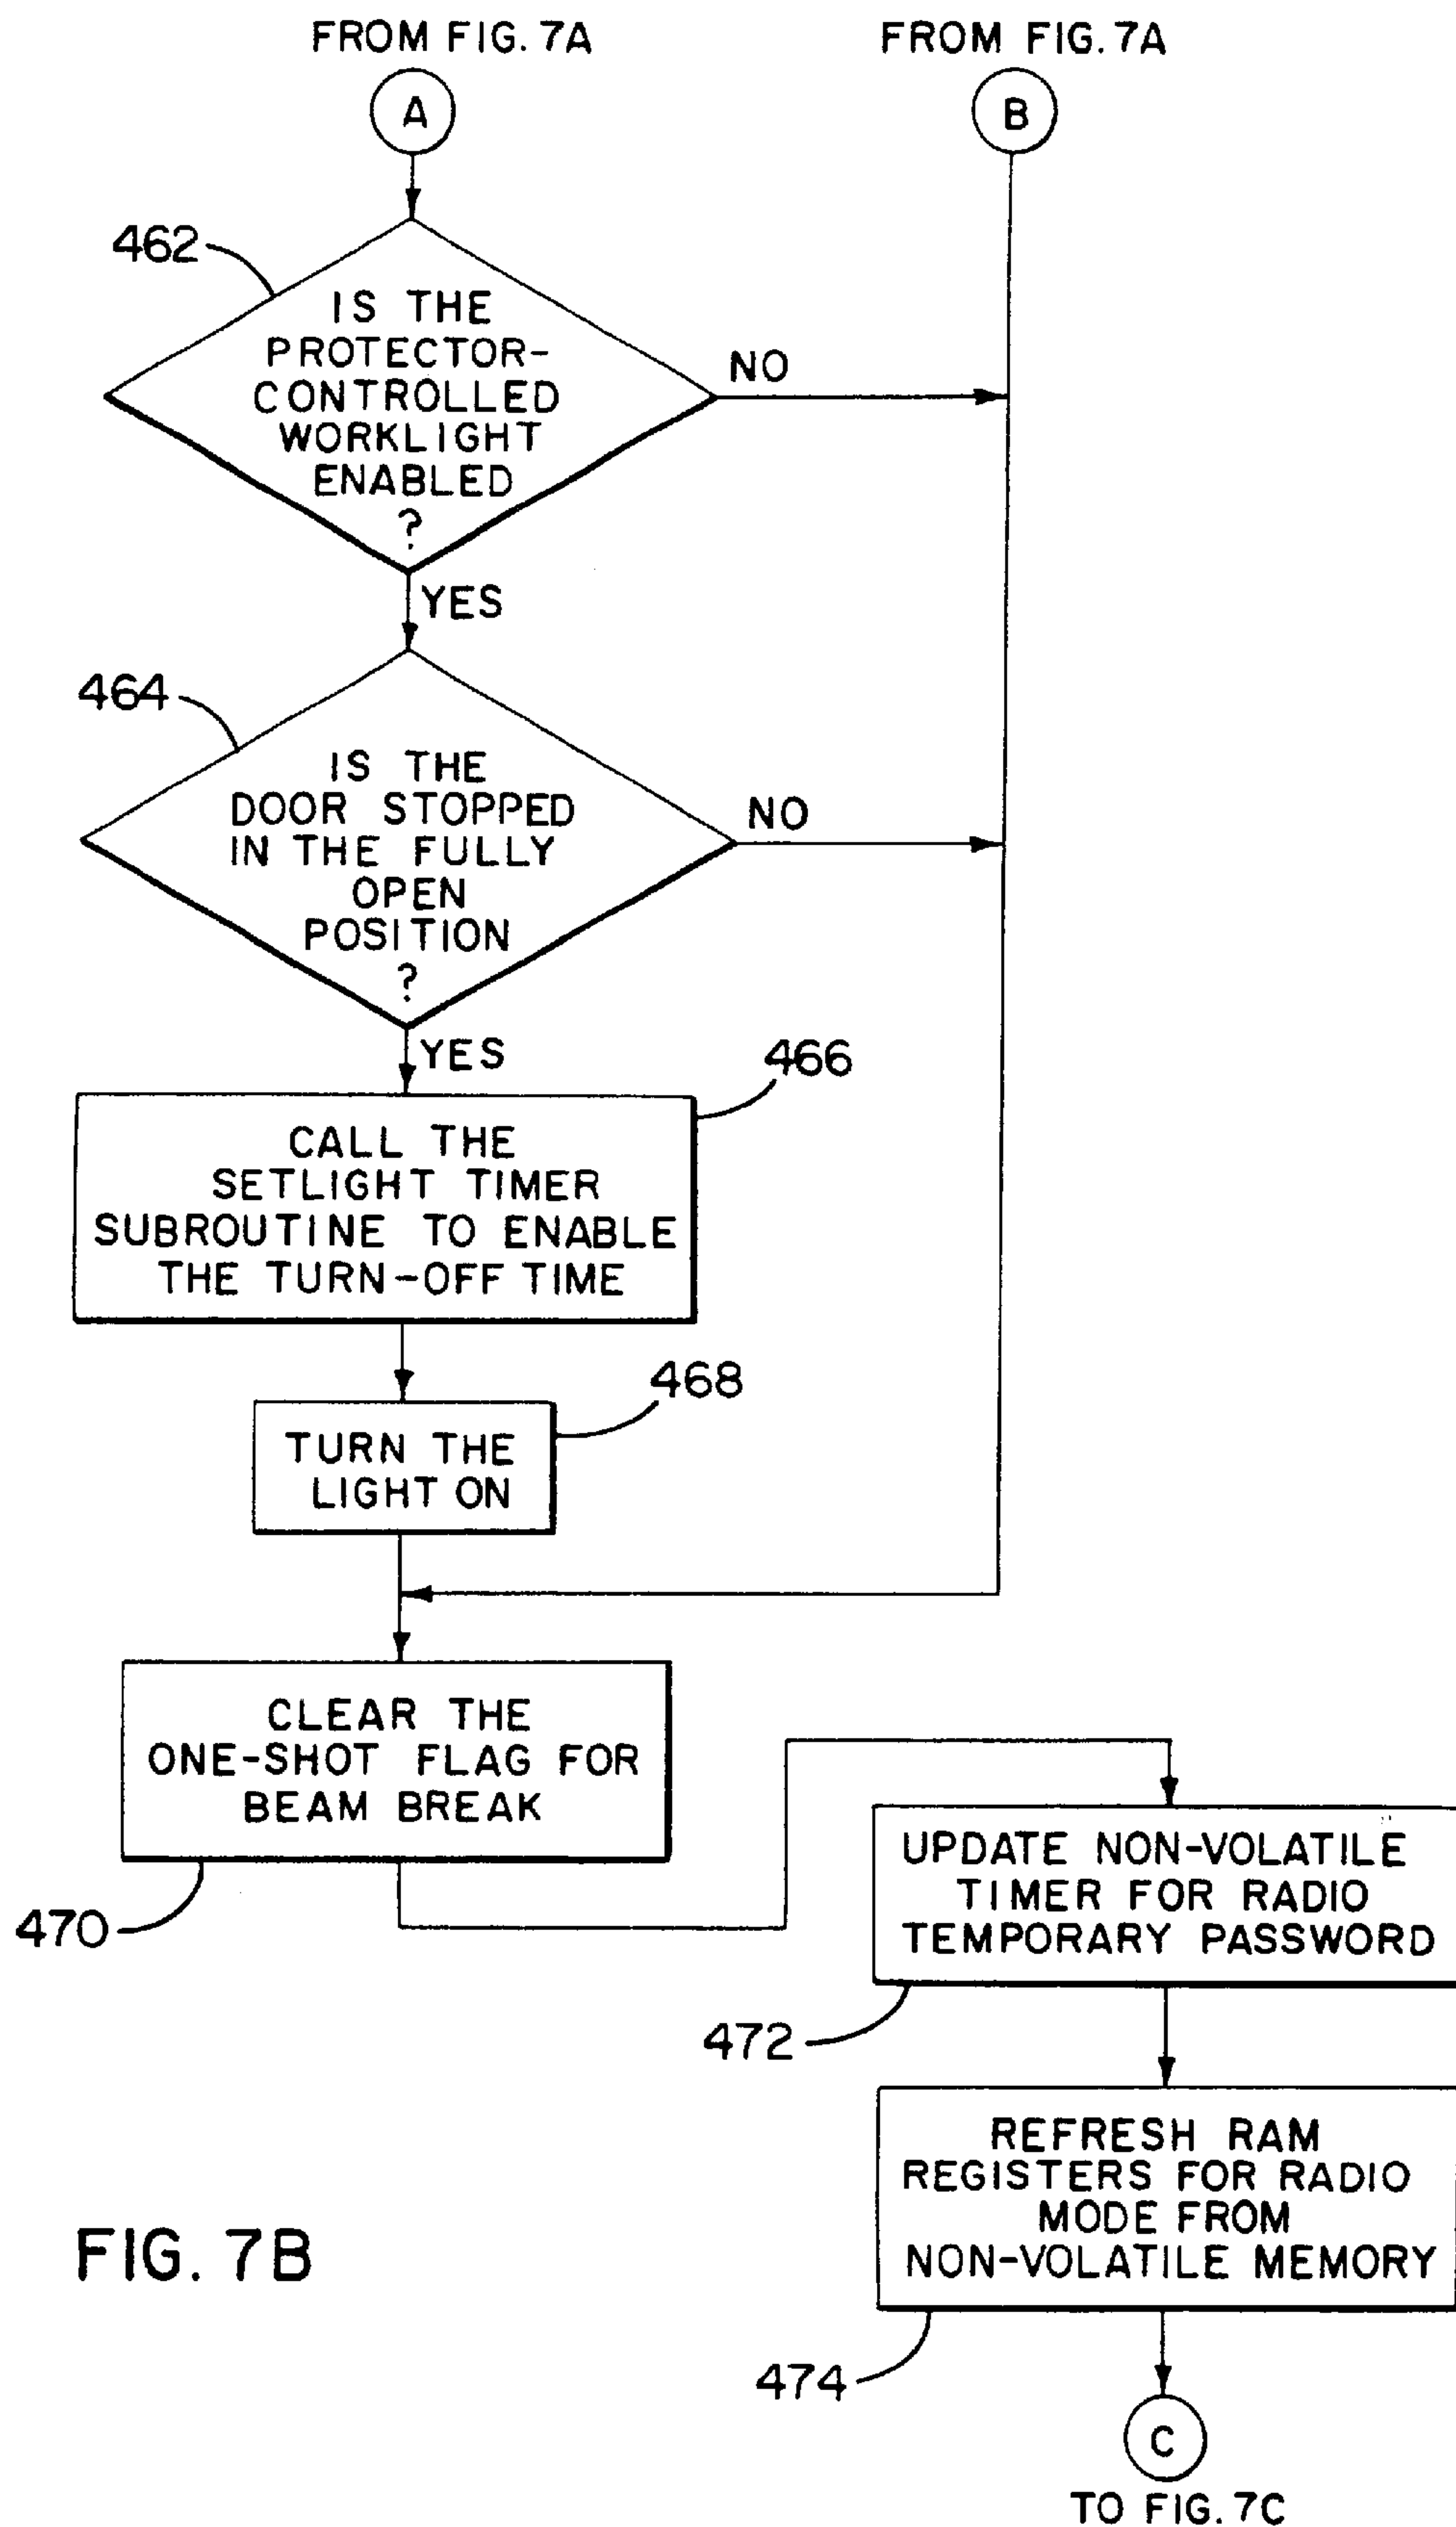 FROM FIG. 7A
FROM FIG. 7A
A
B
462
IS THE
PROTECTOR-
CONTROLLED
WORKLIGHT
ENABLED
?
NO
YES
464
IS THE
DOOR STOPPED
IN THE FULLY
OPEN
POSITION
?
NO
YES
466
CALL THE
SETLIGHT TIMER
SUBROUTINE TO ENABLE
THE TURN-OFF TIME
468
TURN THE
LIGHT ON
CLEAR THE
ONE-SHOT FLAG FOR
BEAM BREAK
470
UPDATE NON-VOLATILE
TIMER FOR RADIO
TEMPORARY PASSWORD
472
REFRESH RAM
REGISTERS FOR RADIO
MODE FROM
NON-VOLATILE MEMORY
474
C
TO FIG. 7C
FIG. 7B